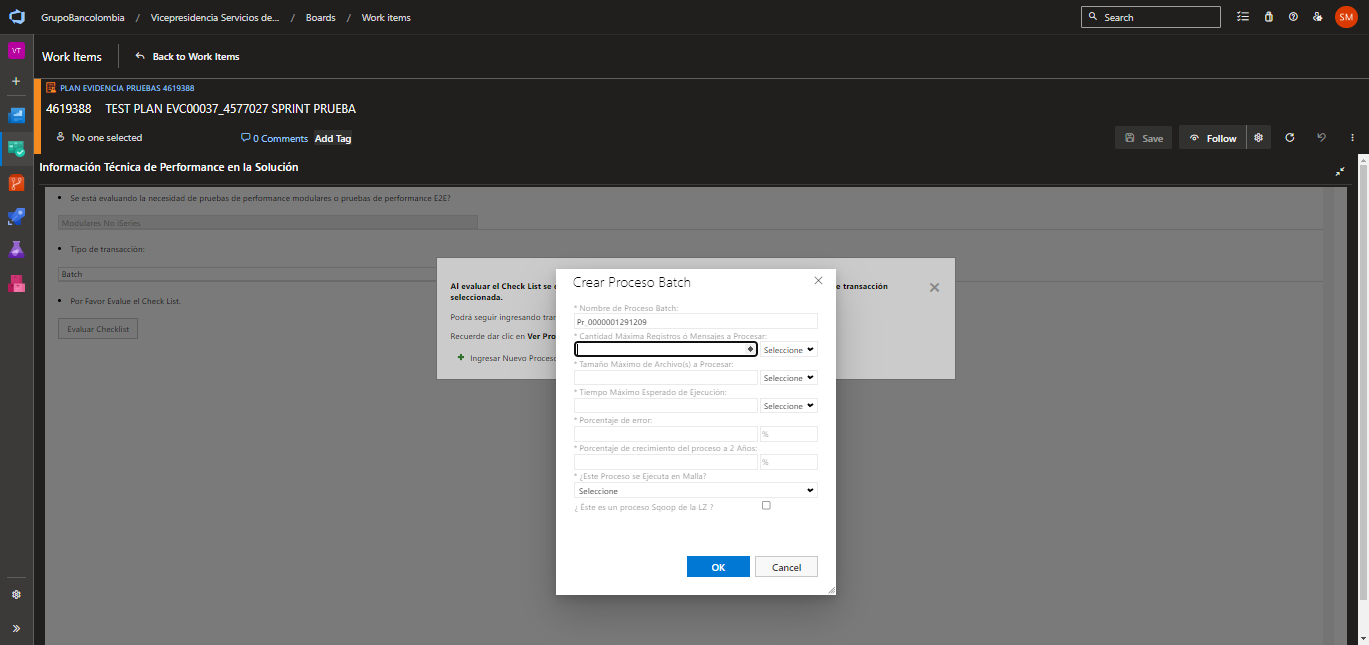 GrupoBancolombia / Vicepresidencia Servicios de... / Boards / Work items
Search
SM
VT
Work Items
Back to Work Items
PLAN EVIDENCIA PRUEBAS 4619388
4619388 TEST PLAN EVC00037_4577027 SPRINT PRUEBA
No one selected
0 Comments
Add Tag
Save
Follow
Información Técnica de Performance en la Solución
Se está evaluando la necesidad de pruebas de performance modulares o pruebas de performance E2E?
Modulares No iSeries
Tipo de transacción:
Batch
Por Favor Evalue el Check List.
Evaluar Checklist
Al evaluar el Check List se
e transacción
seleccionada.
Podrá seguir ingresando tra
Recuerde dar clic en Ver Pro
Ingresar Nuevo Proceso
Crear Proceso Batch
* Nombre de Proceso Batch:
Pr_0000001291209
* Cantidad Máxima Registros ó Mensajes a Procesar:
Seleccione
* Tamaño Máximo de Archivo(s) a Procesar:
Seleccione
* Tiempo Máximo Esperado de Ejecución:
Seleccione
* Porcentaje de error:
%
* Porcentaje de crecimiento del proceso a 2 Años:
%
* ¿Este Proceso se Ejecuta en Malla?
Seleccione
¿ Éste es un proceso Sqoop de la LZ ?
OK
Cancel